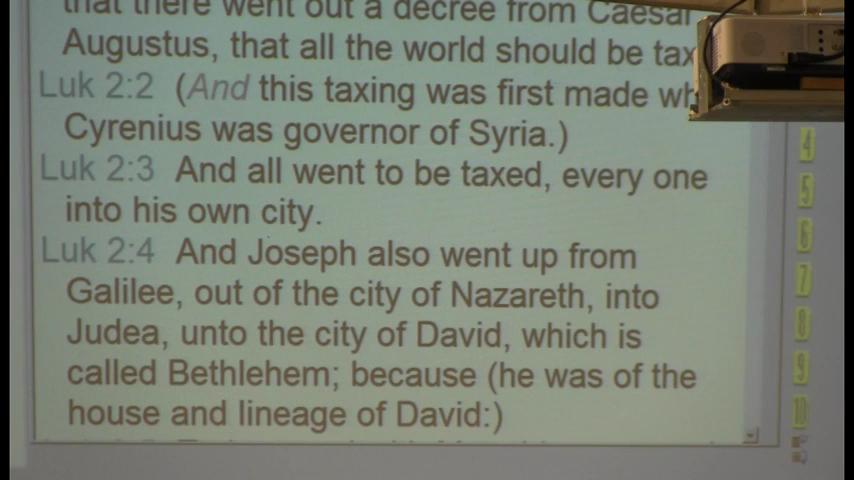 that there went out a decree from Caesar
Augustus, that all the world should be tax
Luk 2:2 (And this taxing was first made wh
Cyrenius was governor of Syria.)
Luk 2:3 And all went to be taxed, every one
into his own city.
Luk 2:4 And Joseph also went up from
Galilee, out of the city of Nazareth, into
Judea, unto the city of David, which is
called Bethlehem; because (he was of the
house and lineage of David:)
4
5
6
7
8
9
10